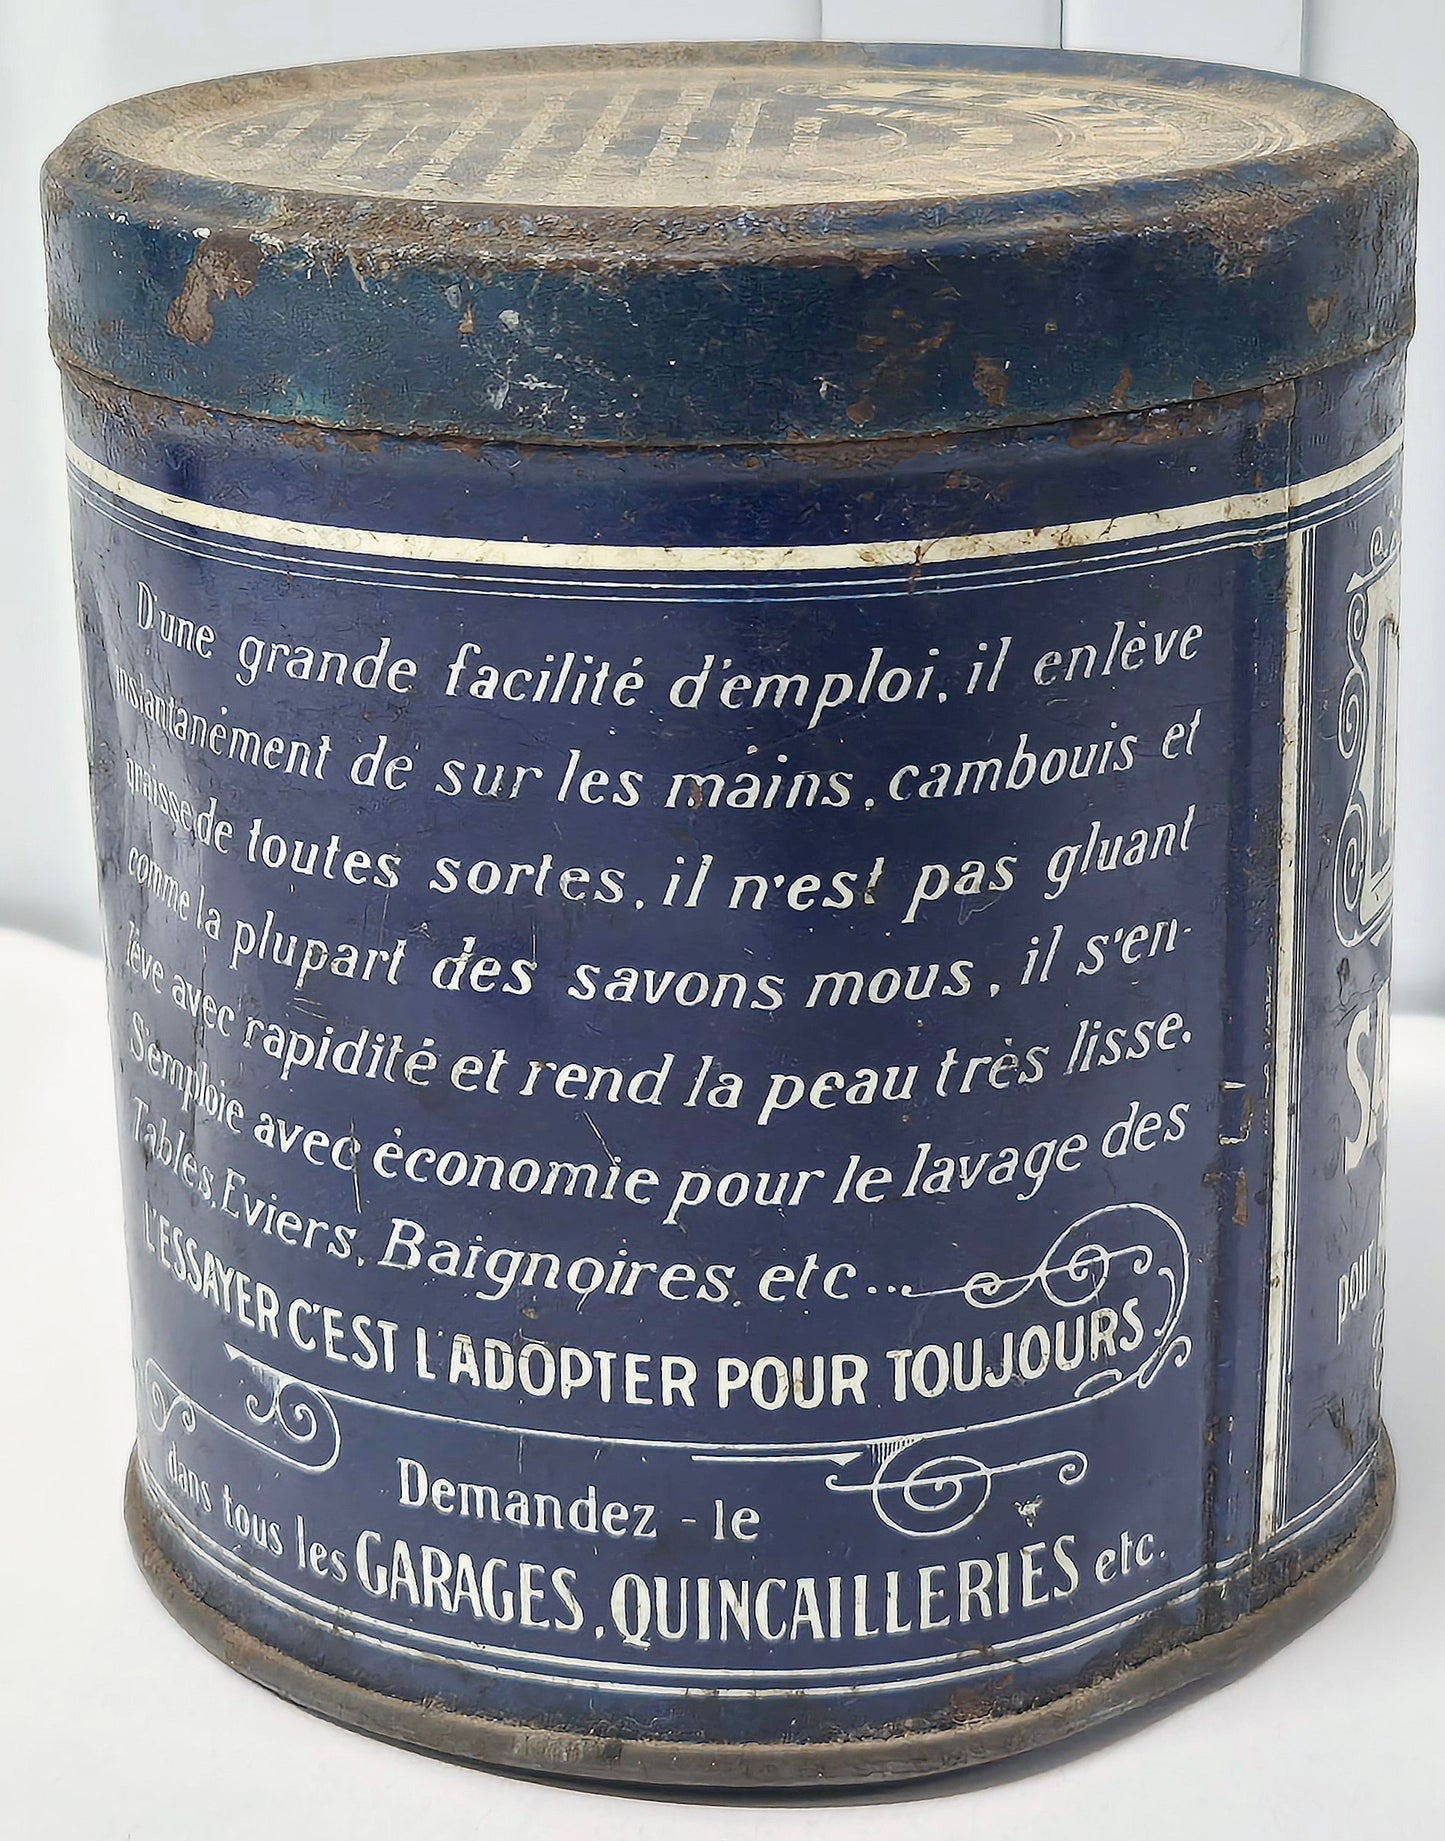 D'une grande facilité d'emploi, il enlève
instantanément de sur les mains, cambouis et
graisse de toutes sortes, il n'est pas gluant
comme la plupart des savons mous, il s'en-
lève avec rapidité et rend la peau très lisse.
S'emploie avec économie pour le lavage des
Tables, Eviers, Baignoires, etc...
L'ESSAYER C'EST L'ADOPTER POUR TOUJOURS
Demandez-le
dans tous les GARAGES, QUINCAILLERIES etc.
pour